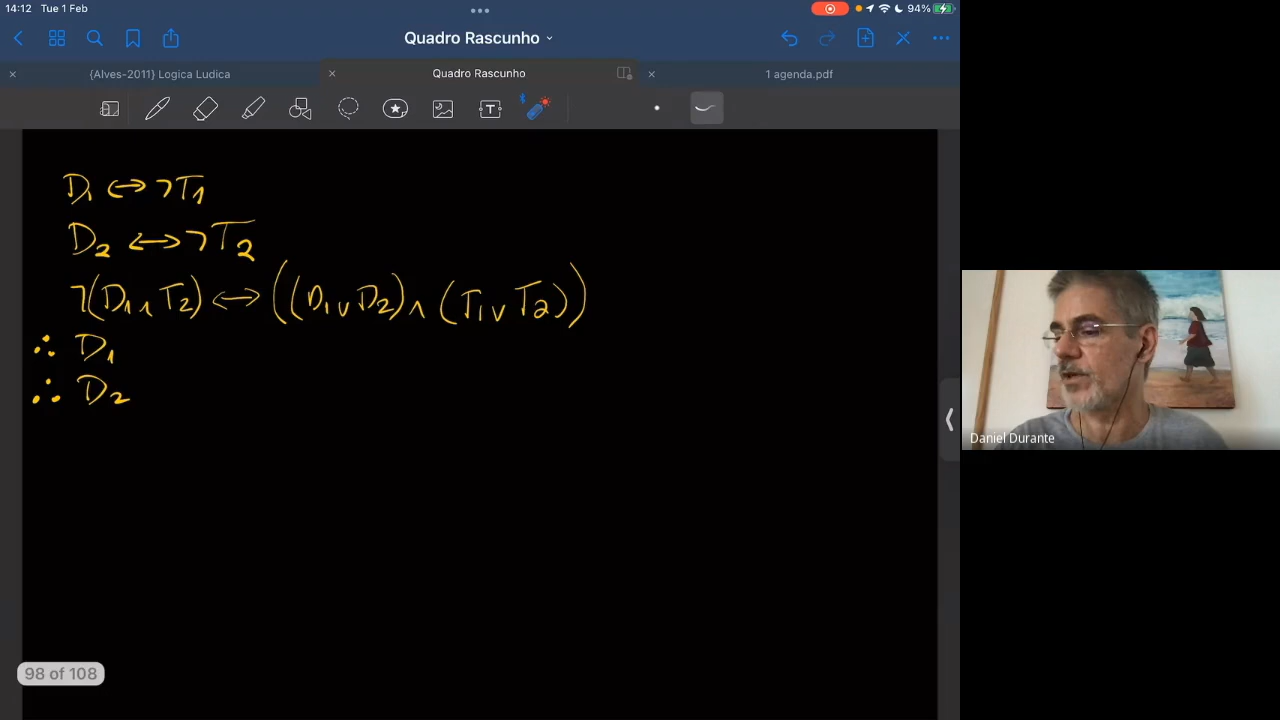 14:12 Tue 1 Feb
94%
Quadro Rascunho
{Alves-2011} Logica Ludica
Quadro Rascunho
1 agenda.pdf
T
D₁ ↔ ¬T₁
D₂ ↔ ¬T₂
¬(D₁ ∧ T₂) ↔ ((D₁ ∨ D₂) ∧ (T₁ ∨ T₂))
∴ D₁
∴ D₂
Daniel Durante
98 of 108